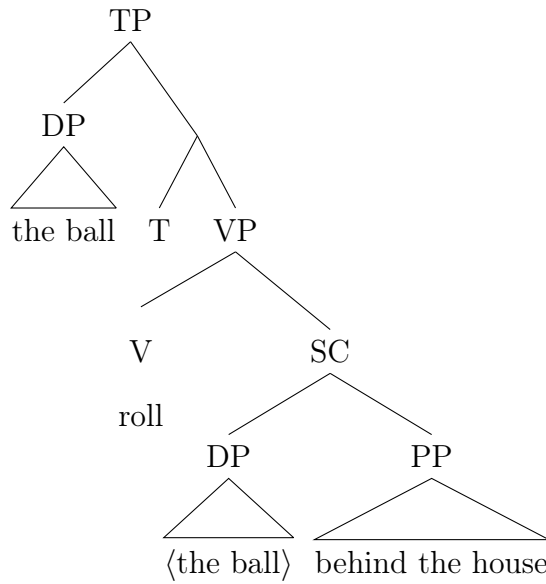 TP
DP
the ball T VP
V SC
roll
DP PP
⟨the ball⟩ behind the house